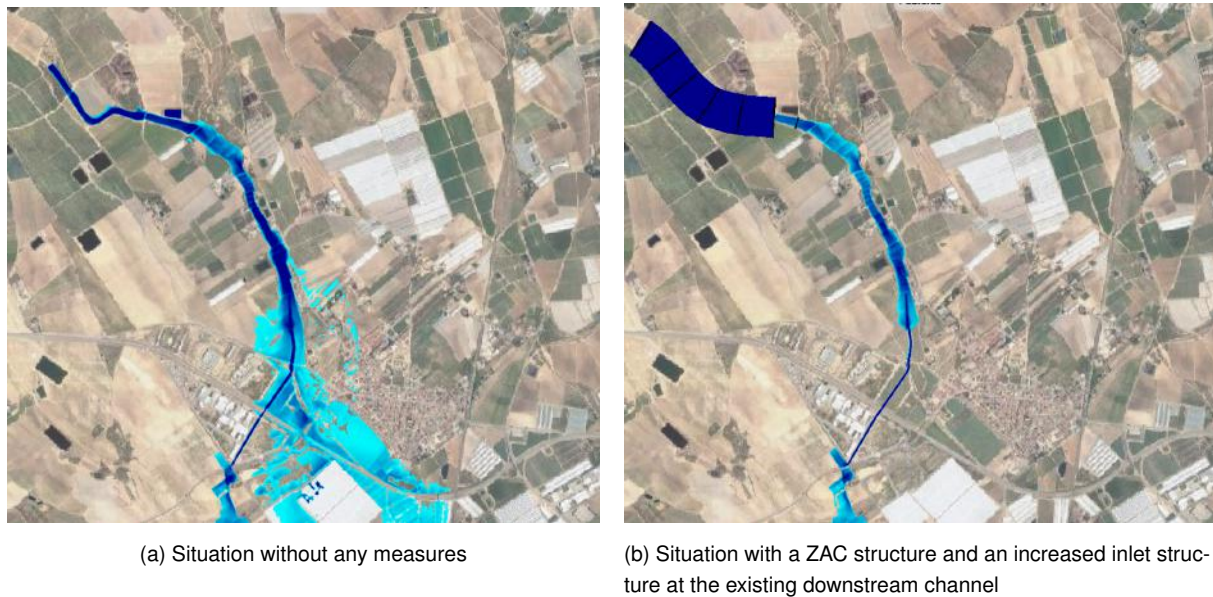 (a) Situation without any measures
(b) Situation with a ZAC structure and an increased inlet struc-
ture at the existing downstream channel